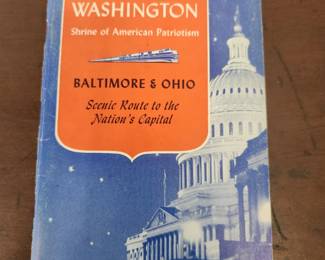 WASHINGTON
Shrine of American Patriotism
BALTIMORE & OHIO
Scenic Route to the
Nation's Capital